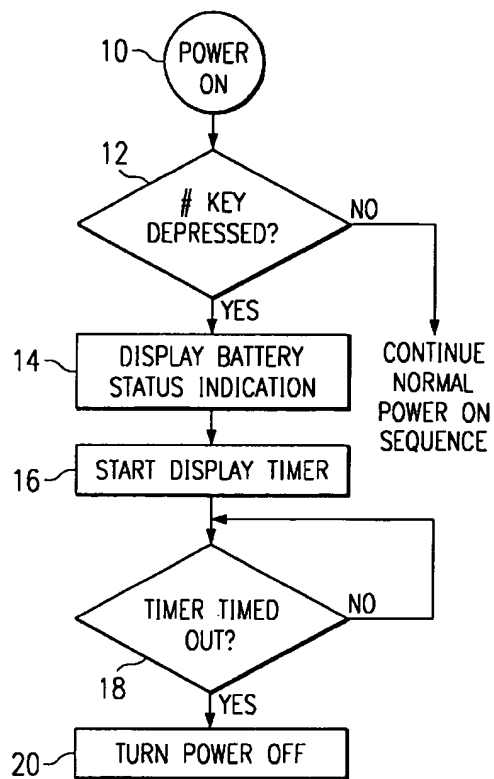 10
POWER
ON
12
# KEY
DEPRESSED?
NO
YES
14
DISPLAY BATTERY
STATUS INDICATION
CONTINUE
NORMAL
POWER ON
SEQUENCE
16
START DISPLAY TIMER
TIMER TIMED
OUT?
NO
18
YES
20
TURN POWER OFF